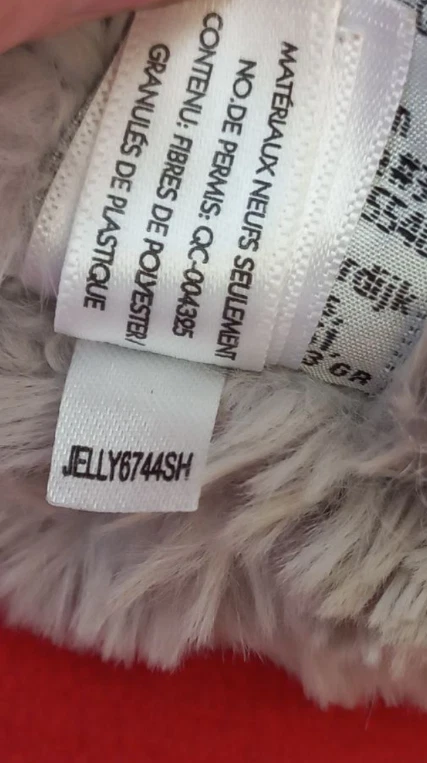 MATÉRIAUX NEUFS SEULEMENT
NO.DE PERMIS: QC-004395
CONTENU: FIBRES DE POLYESTER/
GRANULÉS DE PLASTIQUE
JELLY6744SH